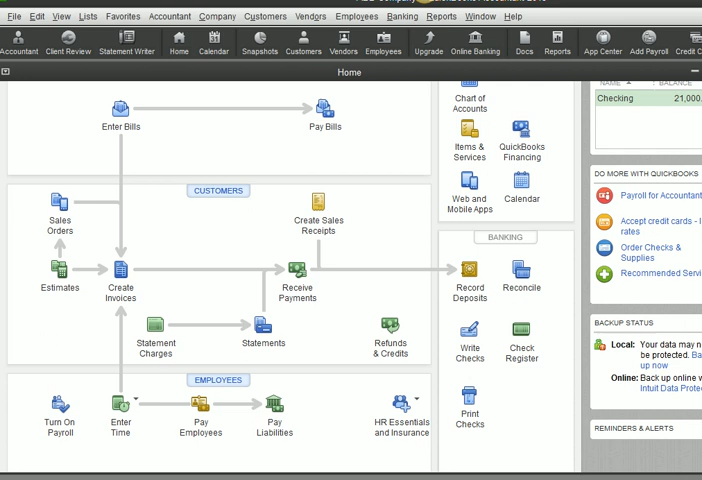 File Edit View Lists Favorites Accountant Company Customers Vendors Employees Banking Reports Window Help
Accountant Client Review Statement Writer Home Calendar Snapshots Customers Vendors Employees Upgrade Online Banking Docs Reports App Center Add Payroll Credit C
Home
Enter Bills
Pay Bills
CUSTOMERS
Sales
Orders
Create Sales
Receipts
Estimates
Create
Invoices
Receive
Payments
Statement
Charges
Statements
Refunds
& Credits
EMPLOYEES
Turn On
Payroll
Enter
Time
Pay
Employees
Pay
Liabilities
HR Essentials
and Insurance
Chart of
Accounts
Items &
Services
QuickBooks
Financing
Web and
Mobile Apps
Calendar
BANKING
Record
Deposits
Reconcile
Write
Checks
Check
Register
Print
Checks
NAME BALANCE
Checking 21,000.
DO MORE WITH QUICKBOOKS
Payroll for Accountant
Accept credit cards -
rates
Order Checks &
Supplies
Recommended Servi
BACKUP STATUS
Local: Your data may n
be protected. Ba
up now
Online: Back up online w
Intuit Data Prote
REMINDERS & ALERTS